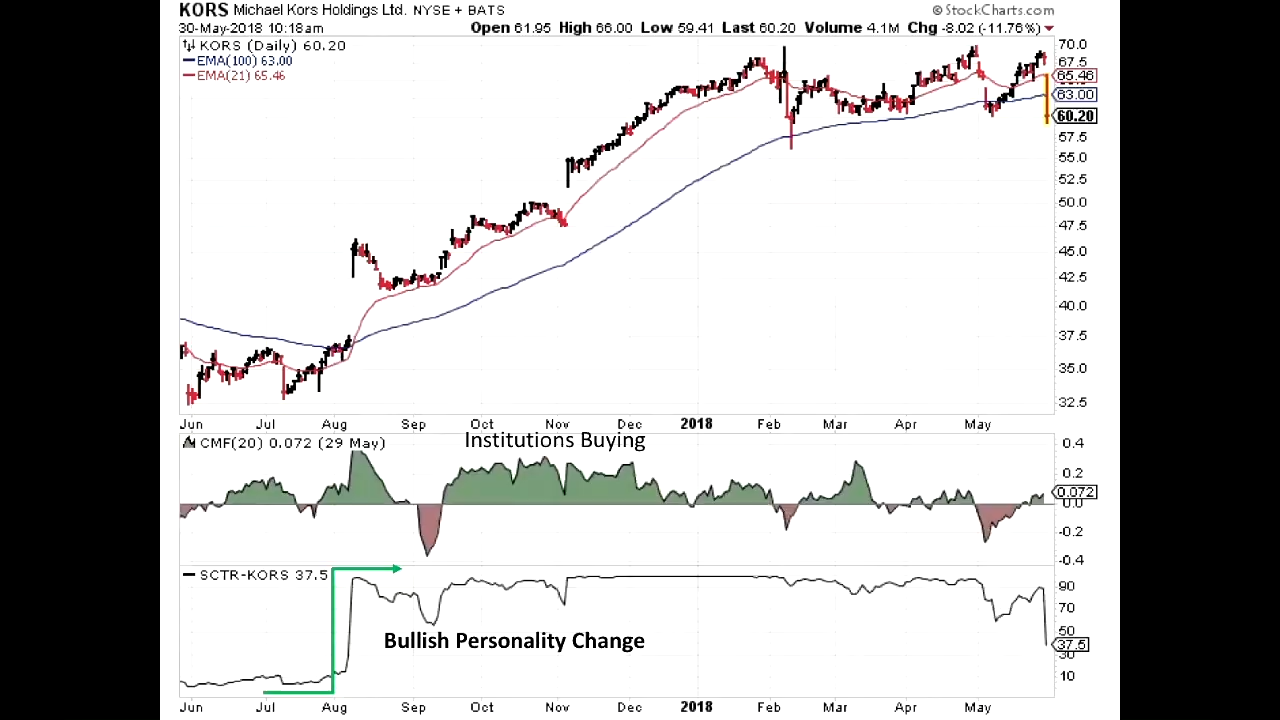 KORS Michael Kors Holdings Ltd. NYSE + BATS
© StockCharts.com
30-May-2018 10:18am
Open 61.95 High 66.00 Low 59.41 Last 60.20 Volume 4.1M Chg -8.02 (-11.76%)
KORS (Daily) 60.20
EMA(100) 63.00
EMA(21) 65.46
70.0
67.5
65.46
63.00
60.20
57.5
55.0
52.5
50.0
47.5
45.0
42.5
40.0
37.5
35.0
32.5
Jun Jul Aug Sep Oct Nov Dec 2018 Feb Mar Apr May
CMF(20) 0.072 (29 May)
Institutions Buying
0.4
0.2
0.072
0.0
-0.2
-0.4
SCTR-KORS 37.5
Bullish Personality Change
90
70
50
37.5
30
10
Jun Jul Aug Sep Oct Nov Dec 2018 Feb Mar Apr May